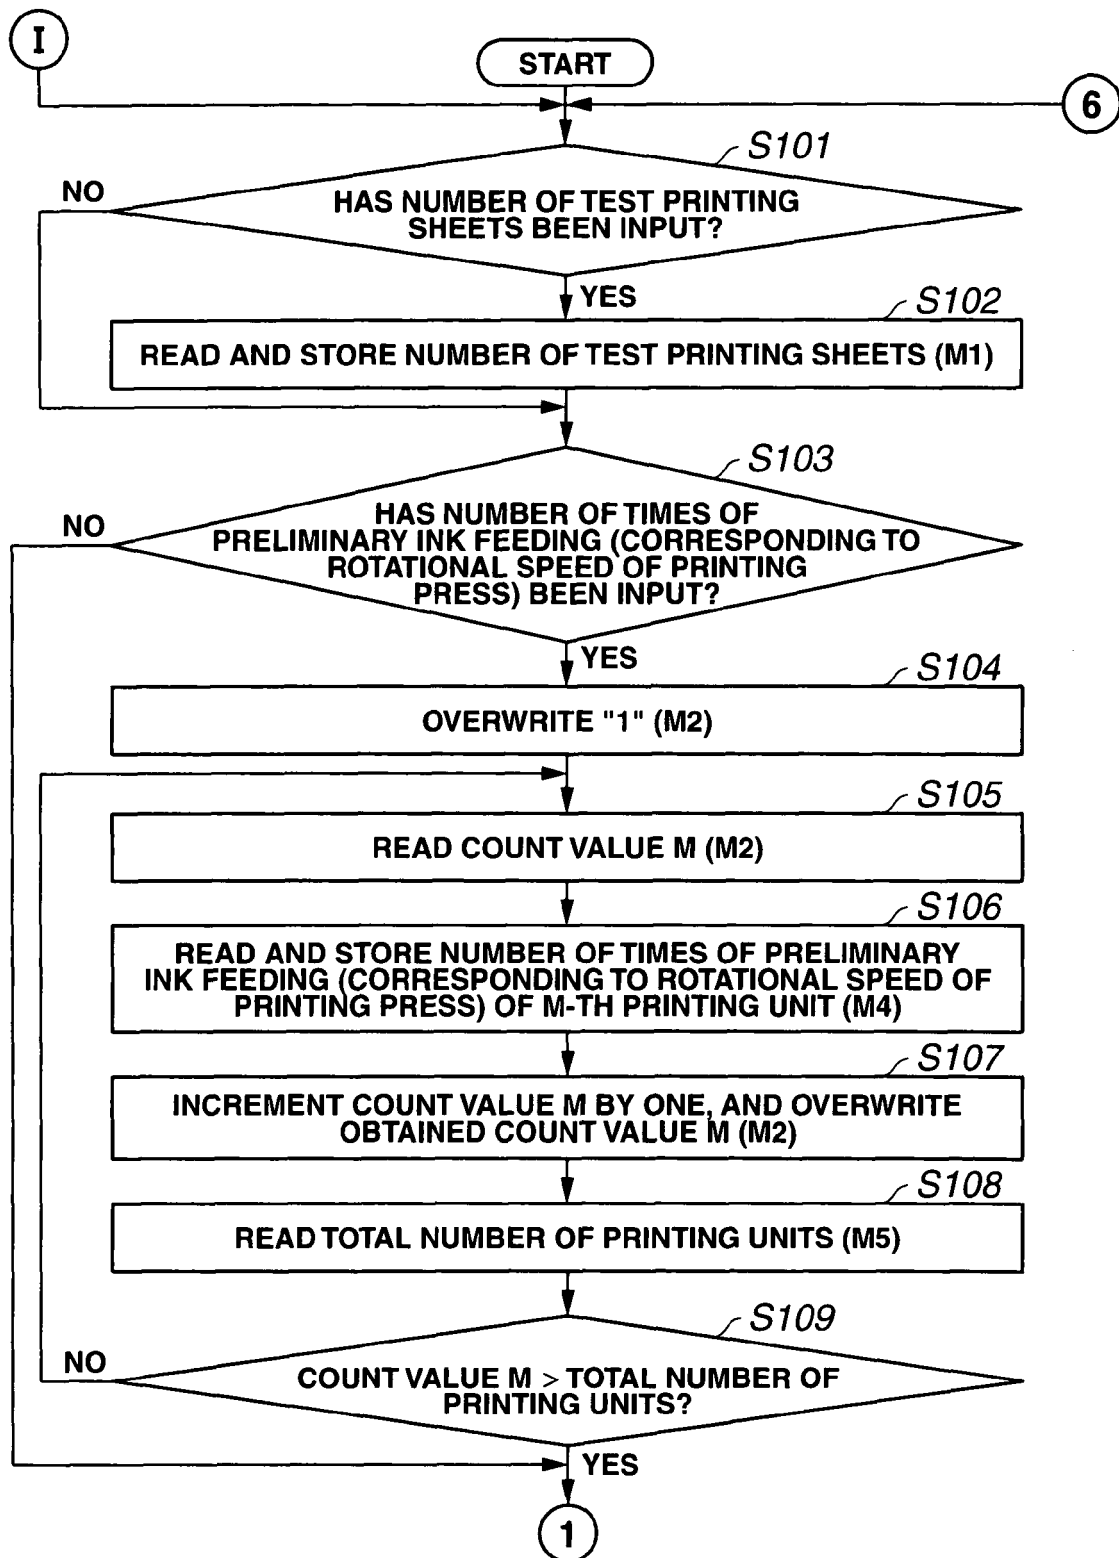 I
START
6
S101
NO
HAS NUMBER OF TEST PRINTING
SHEETS BEEN INPUT?
YES
S102
READ AND STORE NUMBER OF TEST PRINTING SHEETS (M1)
S103
NO
HAS NUMBER OF TIMES OF
PRELIMINARY INK FEEDING (CORRESPONDING TO
ROTATIONAL SPEED OF PRINTING
PRESS) BEEN INPUT?
YES
S104
OVERWRITE "1" (M2)
S105
READ COUNT VALUE M (M2)
S106
READ AND STORE NUMBER OF TIMES OF PRELIMINARY
INK FEEDING (CORRESPONDING TO ROTATIONAL SPEED OF
PRINTING PRESS) OF M-TH PRINTING UNIT (M4)
S107
INCREMENT COUNT VALUE M BY ONE, AND OVERWRITE
OBTAINED COUNT VALUE M (M2)
S108
READ TOTAL NUMBER OF PRINTING UNITS (M5)
S109
NO
COUNT VALUE M > TOTAL NUMBER OF
PRINTING UNITS?
YES
1